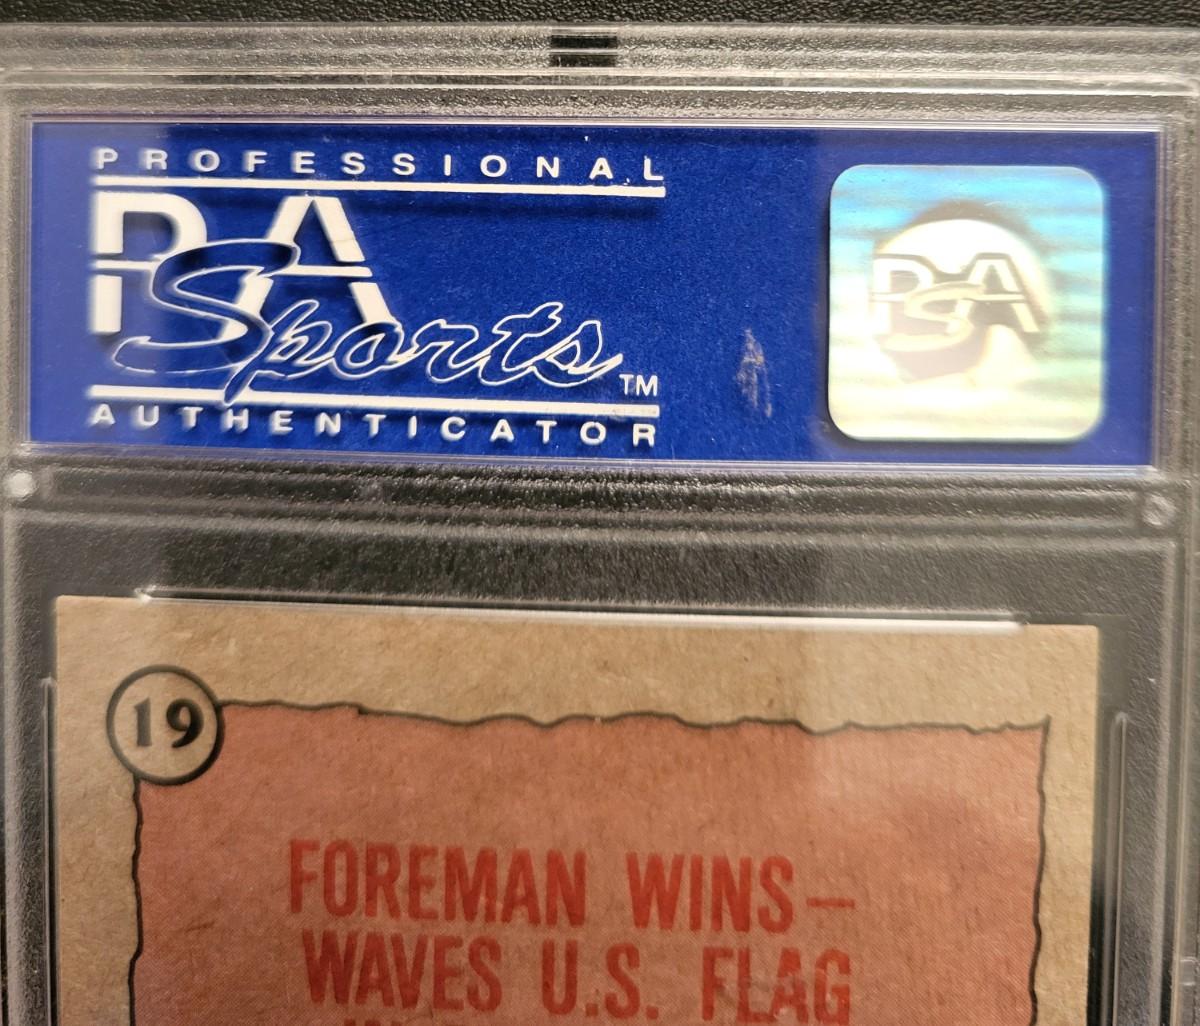 PROFESSIONAL
PSA
Sports TM
AUTHENTICATOR
PSA
19
FOREMAN WINS—
WAVES U.S. FLAG